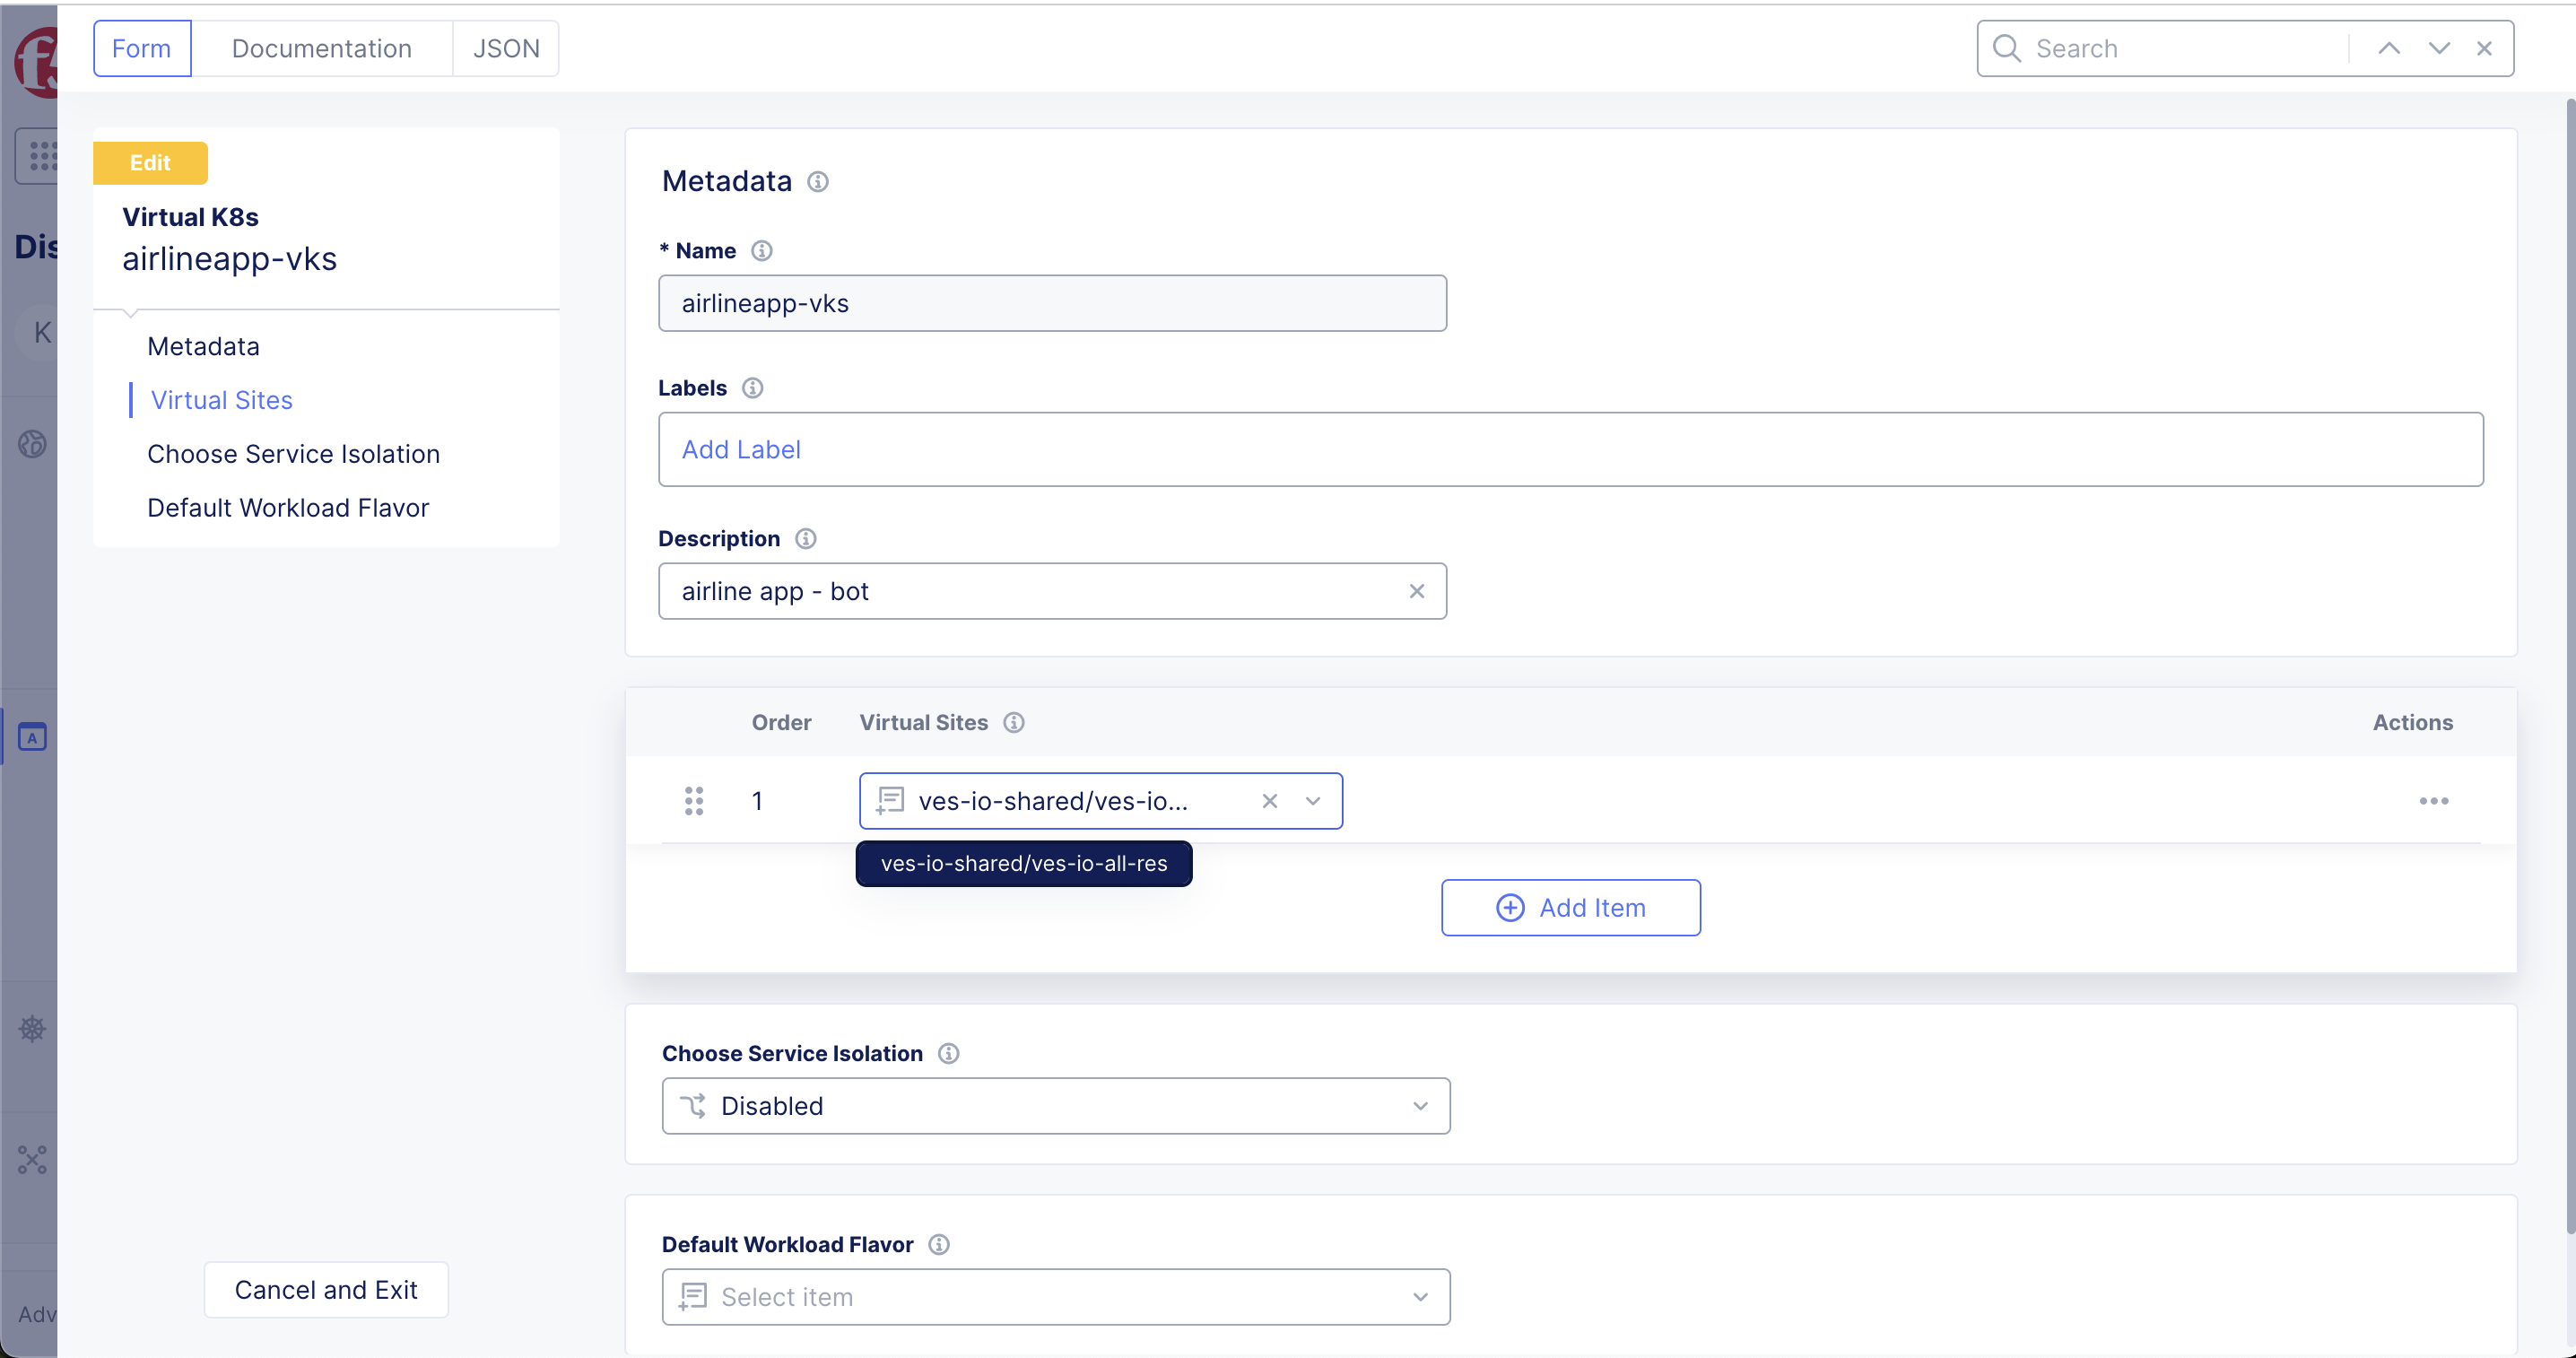 Form
Documentation
JSON
Search
Edit
Virtual K8s
airlineapp-vks
Metadata
Virtual Sites
Choose Service Isolation
Default Workload Flavor
Cancel and Exit
Dis
K
A
Adv
Metadata
* Name
airlineapp-vks
Labels
Add Label
Description
airline app - bot
Order Virtual Sites Actions
1 ves-io-shared/ves-io...
ves-io-shared/ves-io-all-res
Add Item
Choose Service Isolation
Disabled
Default Workload Flavor
Select item